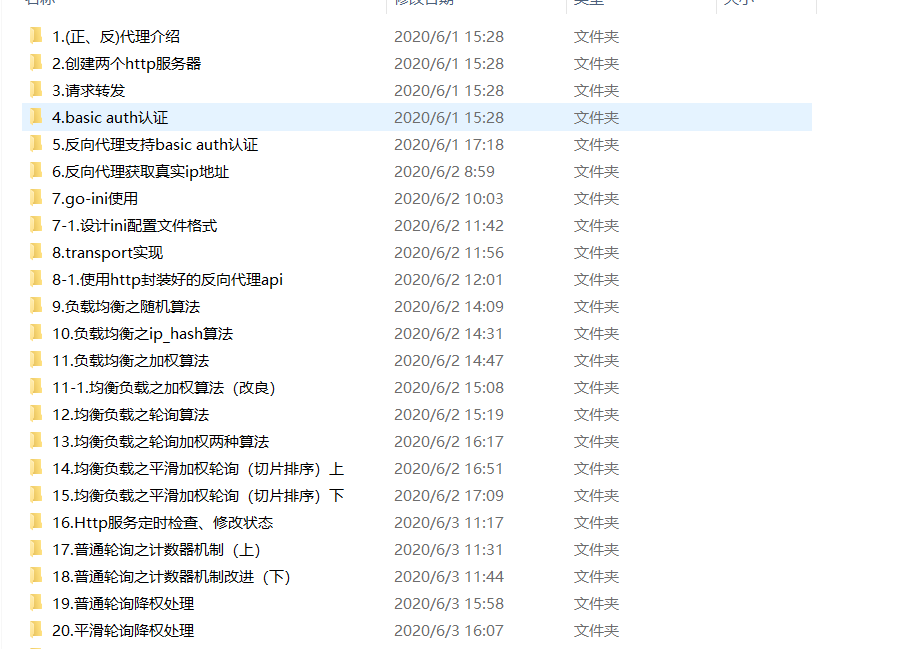 名称 修改日期 类型 大小
1.(正、反)代理介绍 2020/6/1 15:28 文件夹
2.创建两个http服务器 2020/6/1 15:28 文件夹
3.请求转发 2020/6/1 15:28 文件夹
4.basic auth认证 2020/6/1 15:28 文件夹
5.反向代理支持basic auth认证 2020/6/1 17:18 文件夹
6.反向代理获取真实ip地址 2020/6/2 8:59 文件夹
7.go-ini使用 2020/6/2 10:03 文件夹
7-1.设计ini配置文件格式 2020/6/2 11:42 文件夹
8.transport实现 2020/6/2 11:56 文件夹
8-1.使用http封装好的反向代理api 2020/6/2 12:01 文件夹
9.负载均衡之随机算法 2020/6/2 14:09 文件夹
10.负载均衡之ip_hash算法 2020/6/2 14:31 文件夹
11.负载均衡之加权算法 2020/6/2 14:47 文件夹
11-1.均衡负载之加权算法（改良） 2020/6/2 15:08 文件夹
12.均衡负载之轮询算法 2020/6/2 15:19 文件夹
13.均衡负载之轮询加权两种算法 2020/6/2 16:17 文件夹
14.均衡负载之平滑加权轮询（切片排序）上 2020/6/2 16:51 文件夹
15.均衡负载之平滑加权轮询（切片排序）下 2020/6/2 17:09 文件夹
16.Http服务定时检查、修改状态 2020/6/3 11:17 文件夹
17.普通轮询之计数器机制（上） 2020/6/3 11:31 文件夹
18.普通轮询之计数器机制改进（下） 2020/6/3 11:44 文件夹
19.普通轮询降权处理 2020/6/3 15:58 文件夹
20.平滑轮询降权处理 2020/6/3 16:07 文件夹